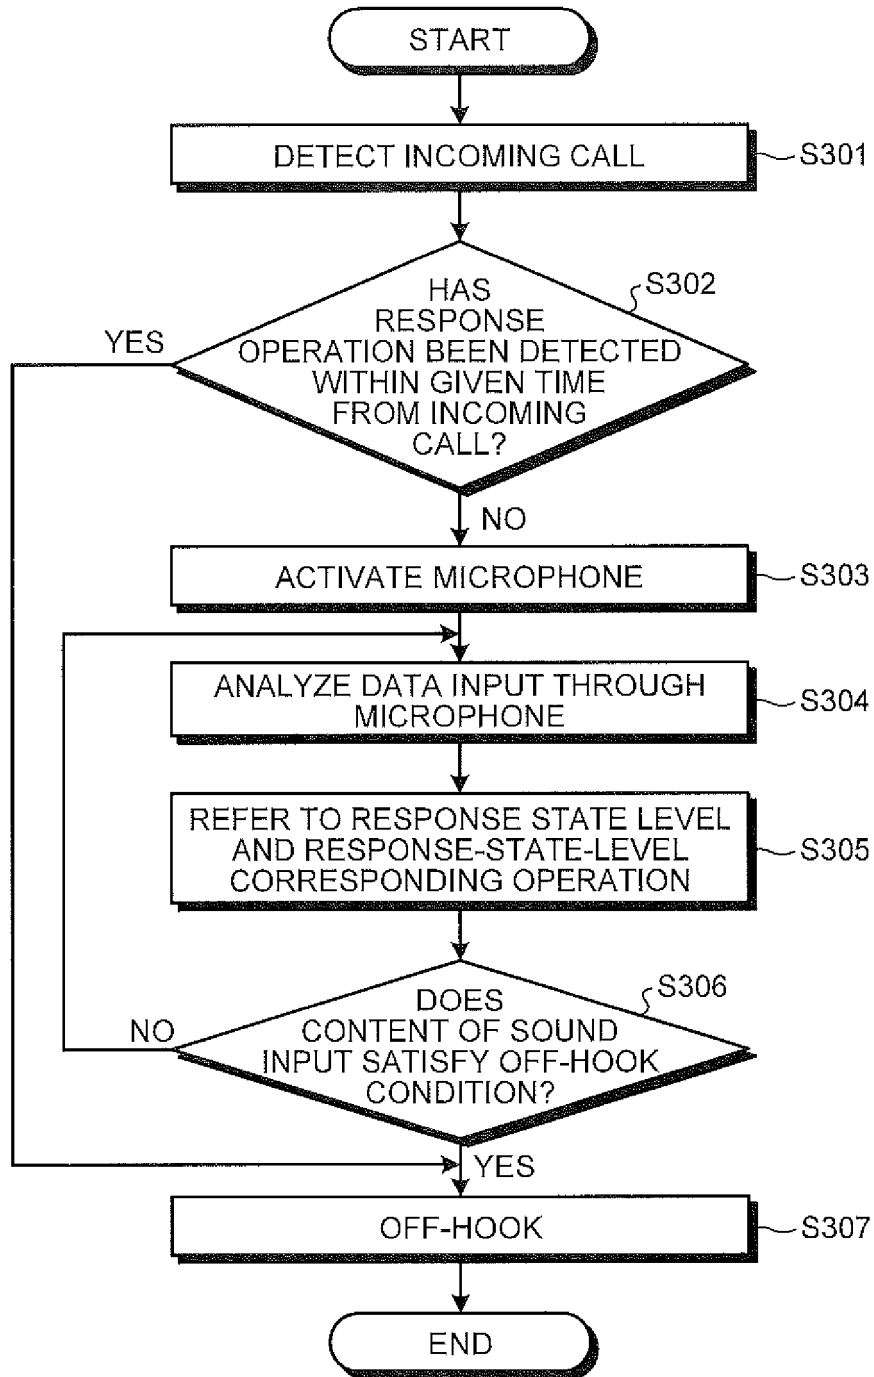 START
DETECT INCOMING CALL
S301
S302
HAS
RESPONSE
OPERATION BEEN DETECTED
WITHIN GIVEN TIME
FROM INCOMING
CALL?
YES
NO
ACTIVATE MICROPHONE
S303
ANALYZE DATA INPUT THROUGH
MICROPHONE
S304
REFER TO RESPONSE STATE LEVEL
AND RESPONSE-STATE-LEVEL
CORRESPONDING OPERATION
S305
S306
DOES
CONTENT OF SOUND
INPUT SATISFY OFF-HOOK
CONDITION?
NO
YES
OFF-HOOK
S307
END